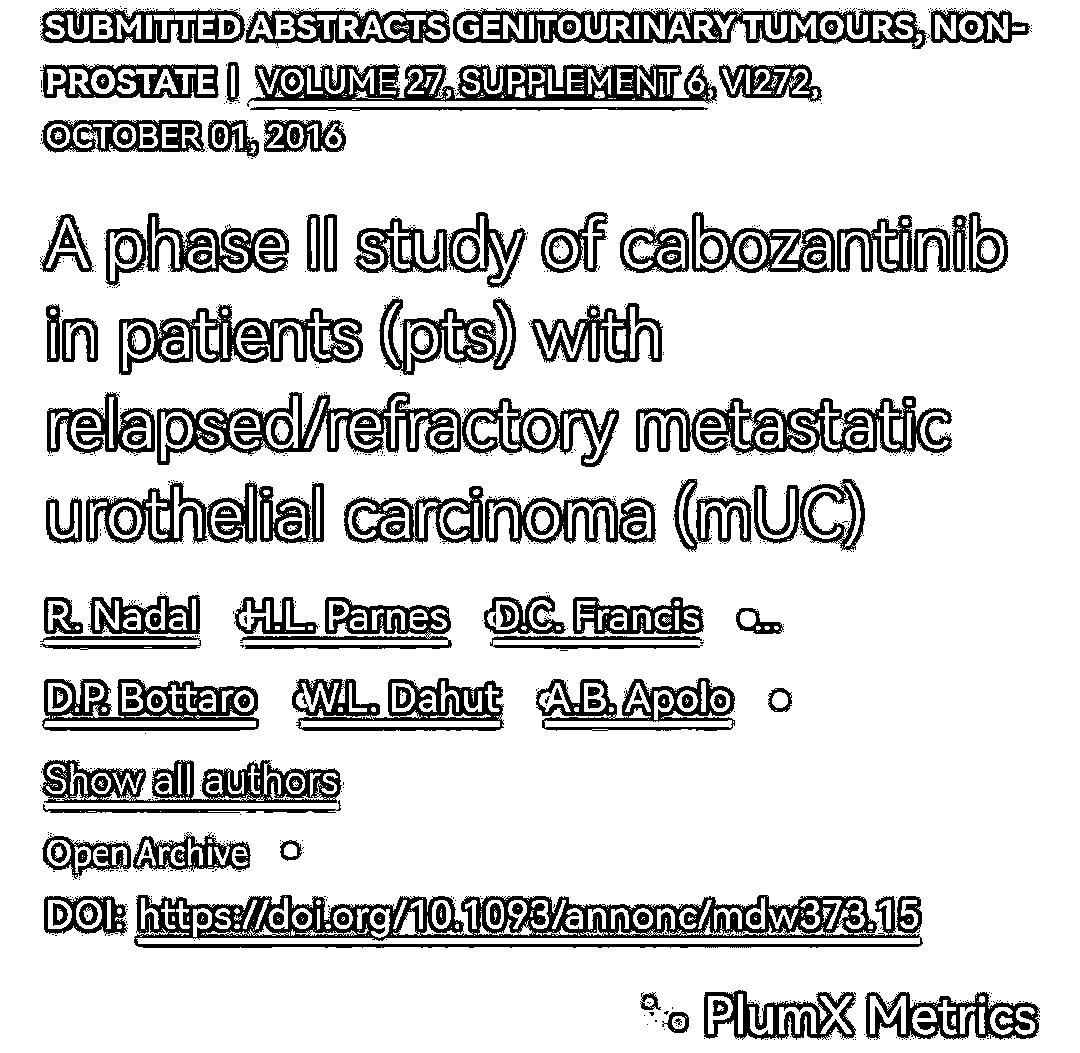 SUBMITTED ABSTRACTS GENITOURINARY TUMOURS, NON-
PROSTATE | VOLUME 27, SUPPLEMENT 6, VI272,
OCTOBER 01, 2016
A phase II study of cabozantinib
in patients (pts) with
relapsed/refractory metastatic
urothelial carcinoma (mUC)
R. Nadal H.L. Parnes D.C. Francis ...
D.P. Bottaro W.L. Dahut A.B. Apolo
Show all authors
Open Archive
DOI: https://doi.org/10.1093/annonc/mdw373.15
PlumX Metrics